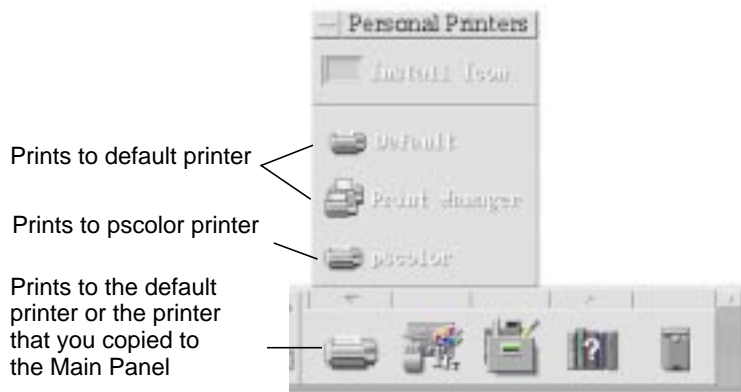 Personal Printers
Install Icon
Prints to default printer
Default
Print Manager
Prints to pscolor printer
pscolor
Prints to the default
printer or the printer
that you copied to
the Main Panel
?